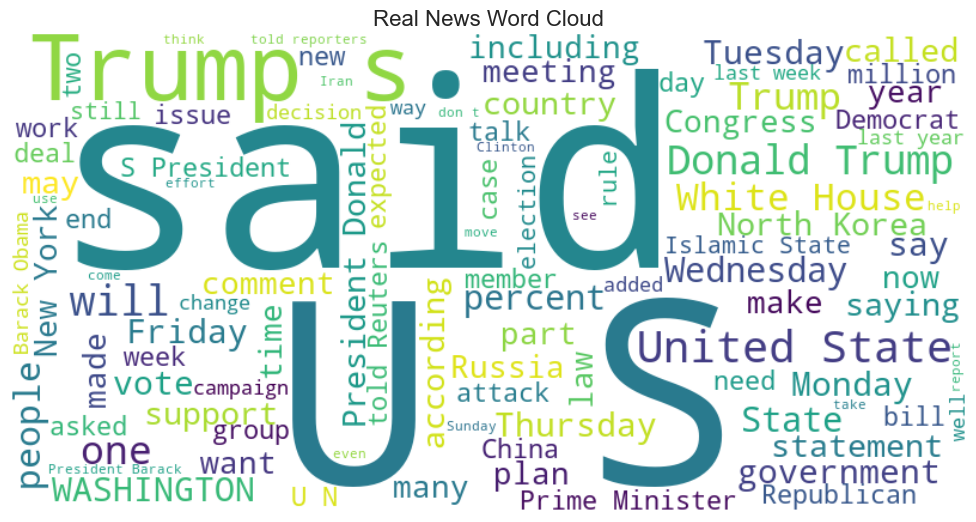 Real News Word Cloud
Trump s
said
U S
think
told reporters
new
Iran
two
still
issue
decision
way
don t
including
meeting
country
talk
Clinton
day
Tuesday
called
last week
million
Trump
year
Congress
Democrat
last year
work
deal
S President
effort
may
use
end
President Donald
expected
case
election
rule
see
move
Donald Trump
White House
help
North Korea
Islamic State
say
Barack Obama
New York
come
will
change
comment
told Reuters
according
member
percent
added
Wednesday
now
make
saying
people
made
Friday
week
time
vote
campaign
part
Russia
attack
law
United State
need
Monday
report
well
support
asked
group
one
want
President Barack
WASHINGTON
U N
even
many
Sunday
Thursday
China
plan
Prime Minister
State
take
bill
statement
government
Republican